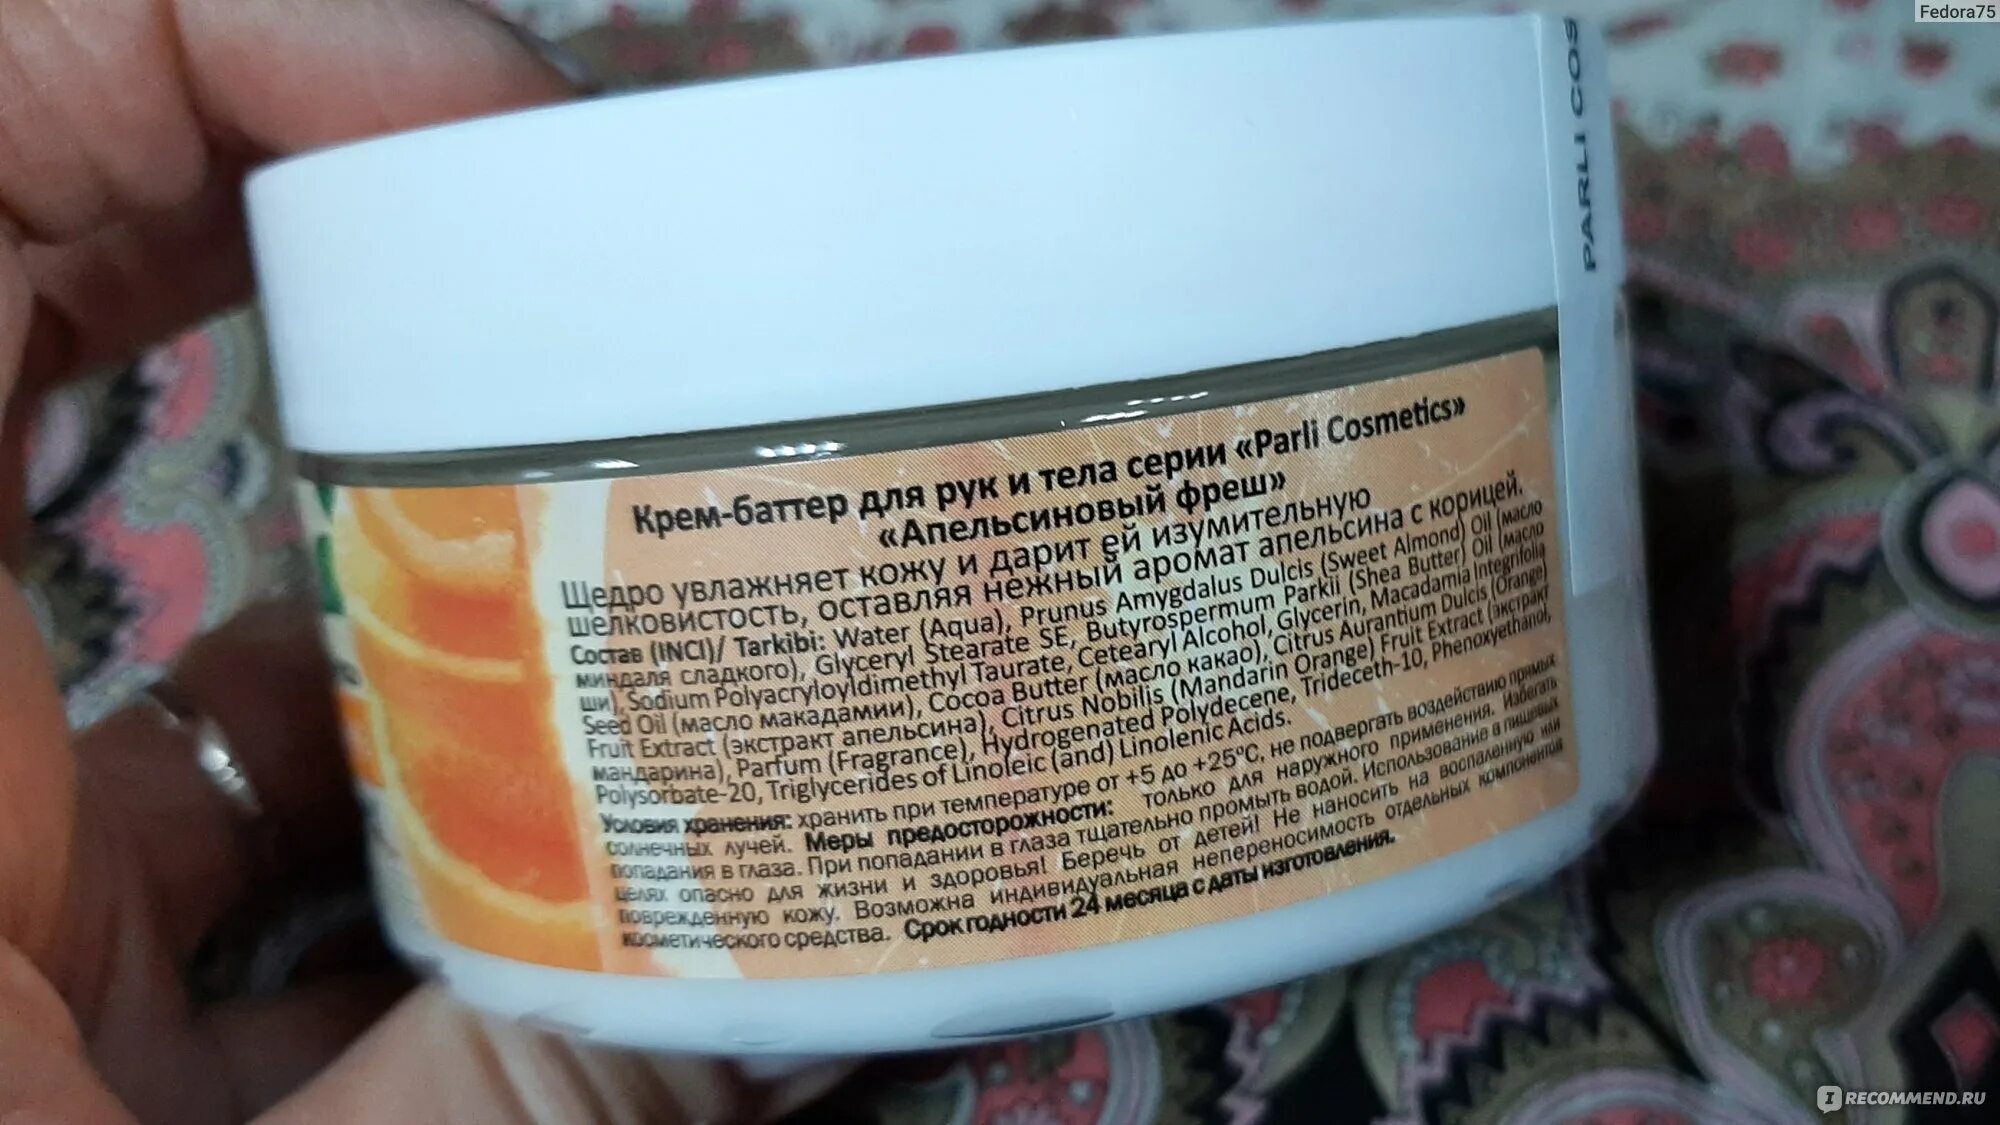 Fedora75
PARLI COS
Крем-баттер для рук и тела серии «Parli Cosmetics»
«Апельсиновый фреш»
Щедро увлажняет кожу и дарит ей изумительную
шелковистость, оставляя нежный аромат апельсина с корицей.
Состав (INCI)/ Tarkibi: Water (Aqua), Prunus Amygdalus Dulcis (Sweet Almond) Oil (масло
миндаля сладкого), Glyceryl Stearate SE, Butyrospermum Parkii (Shea Butter) Oil (масло
ши), Sodium Polyacryloyldimethyl Taurate, Cetearyl Alcohol, Glycerin, Macadamia Integrifolia
Seed Oil (масло макадамии), Cocoa Butter (масло какао), Citrus Aurantium Dulcis (Orange)
Fruit Extract (экстракт апельсина), Citrus Nobilis (Mandarin Orange) Fruit Extract (экстракт
мандарина), Parfum (Fragrance), Hydrogenated Polydecene, Trideceth-10, Phenoxyethanol,
Polysorbate-20, Triglycerides of Linoleic (and) Linolenic Acids.
Условия хранения: хранить при температуре от +5 до +25°C, не подвергать воздействию прямых
солнечных лучей. Меры предосторожности: только для наружного применения. Избегать
попадания в глаза. При попадании в глаза тщательно промыть водой. Использование в пищевых
целях опасно для жизни и здоровья! Беречь от детей! Не наносить на воспаленную или
поврежденную кожу. Возможна индивидуальная непереносимость отдельных компонентов
косметического средства. Срок годности 24 месяца с даты изготовления.
IRECOMMEND.RU